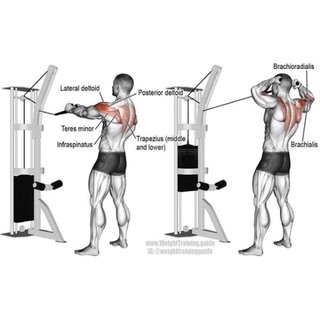 Lateral deltoid
Posterior deltoid
Teres minor
Infraspinatus
Trapezius (middle
and lower)
Brachioradialis
Brachialis
www.WeightTraining.guide
IG: @weighttrainingguide